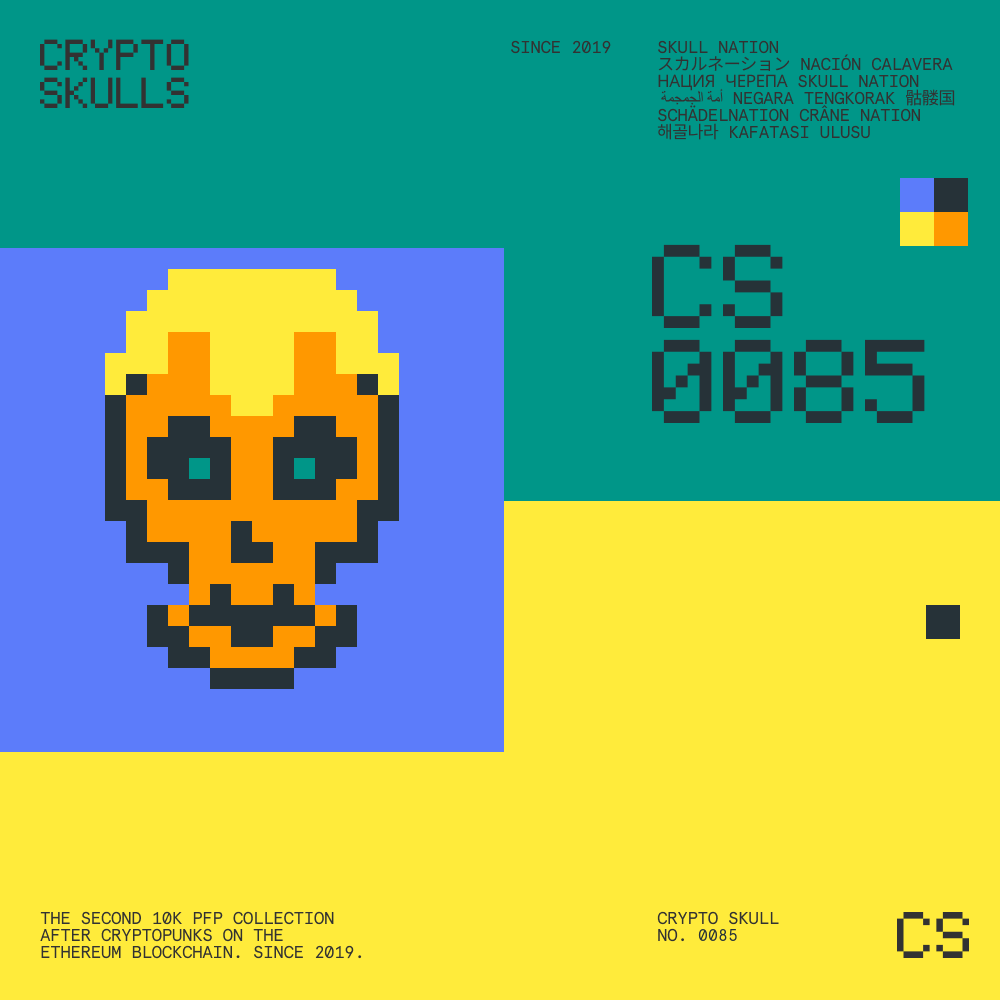 CRYPTO
SKULLS
SINCE 2019
SKULL NATION
スカルネーション NACIÓN CALAVERA
НАЦИЯ ЧЕРЕПА SKULL NATION
أمة الجمجمة NEGARA TENGKORAK 骷髅国
SCHÄDELNATION CRÂNE NATION
해골나라 KAFATASI ULUSU
CS
0085
THE SECOND 10K PFP COLLECTION
AFTER CRYPTOPUNKS ON THE
ETHEREUM BLOCKCHAIN. SINCE 2019.
CRYPTO SKULL
NO. 0085
CS